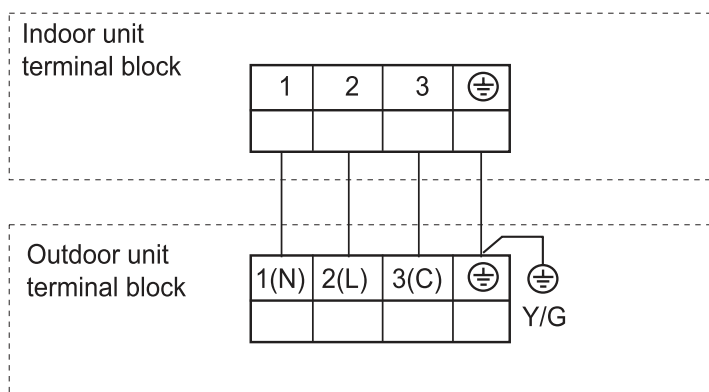 Indoor unit
terminal block
1 2 3
Outdoor unit
terminal block
1(N) 2(L) 3(C)
Y/G